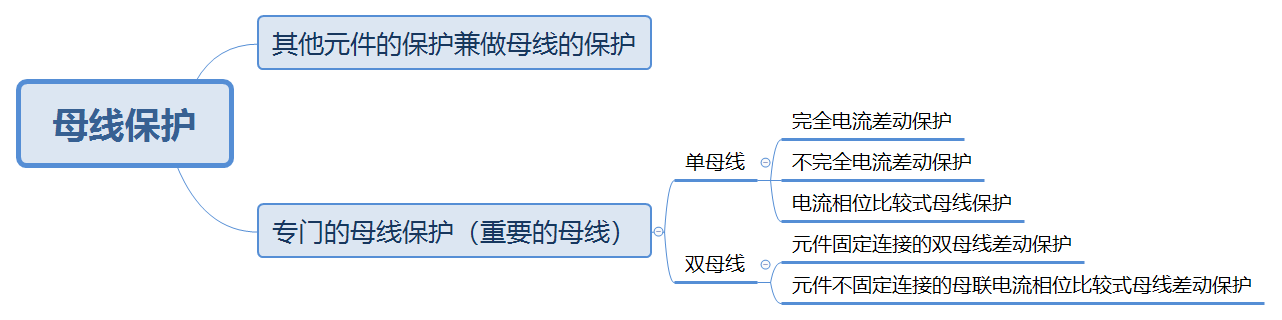 母线保护
其他元件的保护兼做母线的保护
专门的母线保护（重要的母线）
单母线
完全电流差动保护
不完全电流差动保护
电流相位比较式母线保护
双母线
元件固定连接的双母线差动保护
元件不固定连接的母联电流相位比较式母线差动保护